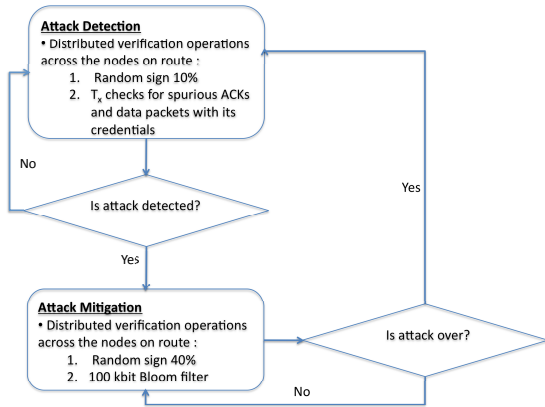 Attack Detection
• Distributed verification operations
across the nodes on route :
1. Random sign 10%
2. Tx checks for spurious ACKs
and data packets with its
credentials
No
Yes
Is attack detected?
Yes
Attack Mitigation
• Distributed verification operations
across the nodes on route :
1. Random sign 40%
2. 100 kbit Bloom filter
Is attack over?
No